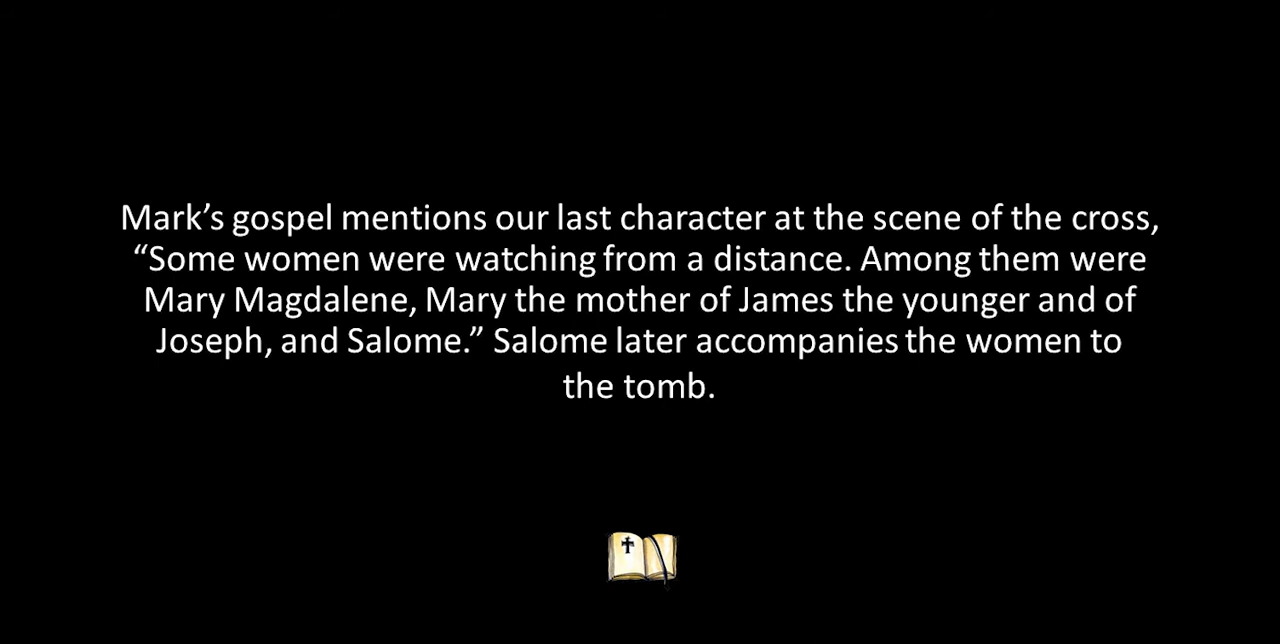 Mark’s gospel mentions our last character at the scene of the cross,
“Some women were watching from a distance. Among them were
Mary Magdalene, Mary the mother of James the younger and of
Joseph, and Salome.” Salome later accompanies the women to
the tomb.